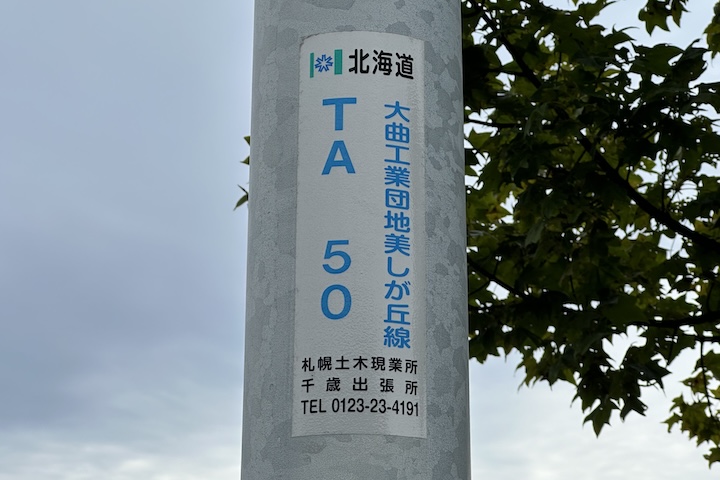 北海道
大曲工業団地美しが丘線
TA 50
札幌土木現業所
千歳出張所
TEL 0123-23-4191